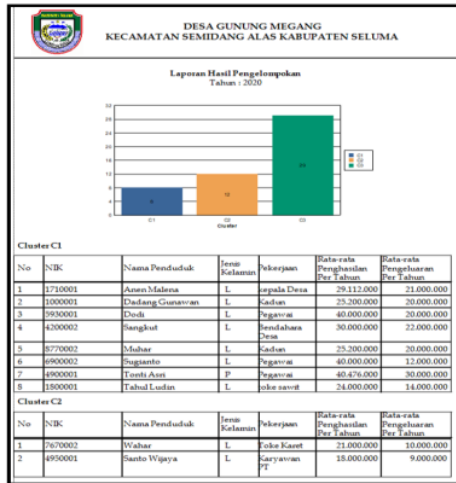 DESA GUNUNG MEGANG
KECAMATAN SEMIDANG ALAS KABUPATEN SELUMA
Laporan Hasil Pengelompokan
Tahun : 2020
32
28
24
20
16
12
8
4
0
8
12
29
C1
C2
C3
C1 C2 C3
Cluster
Cluster C1
No NIK Nama Penduduk Jenis Kelamin Pekerjaan Rata-rata Penghasilan Per Tahun Rata-rata Pengeluaran Per Tahun
1 1710001 Anen Malena L kepala Desa 29.112.000 21.000.000
2 1000001 Dadang Gunawan L Kadun 25.200.000 20.000.000
3 5930001 Dodi L Pegawai 40.000.000 20.000.000
4 4200002 Sangkut L Bendahara Desa 30.000.000 22.000.000
5 8770002 Muhar L Kadun 25.200.000 20.000.000
6 6900002 Sugianto L Pegawai 40.000.000 12.000.000
7 4900001 Tonti Asri P Pegawai 40.476.000 30.000.000
8 1800001 Tahul Ludin L toke sawit 24.000.000 14.000.000
Cluster C2
No NIK Nama Penduduk Jenis Kelamin Pekerjaan Rata-rata Penghasilan Per Tahun Rata-rata Pengeluaran Per Tahun
1 7670002 Wahar L Toke Karet 21.000.000 10.000.000
2 4950001 Santo Wijaya L Karyawan PT 18.000.000 9.000.000